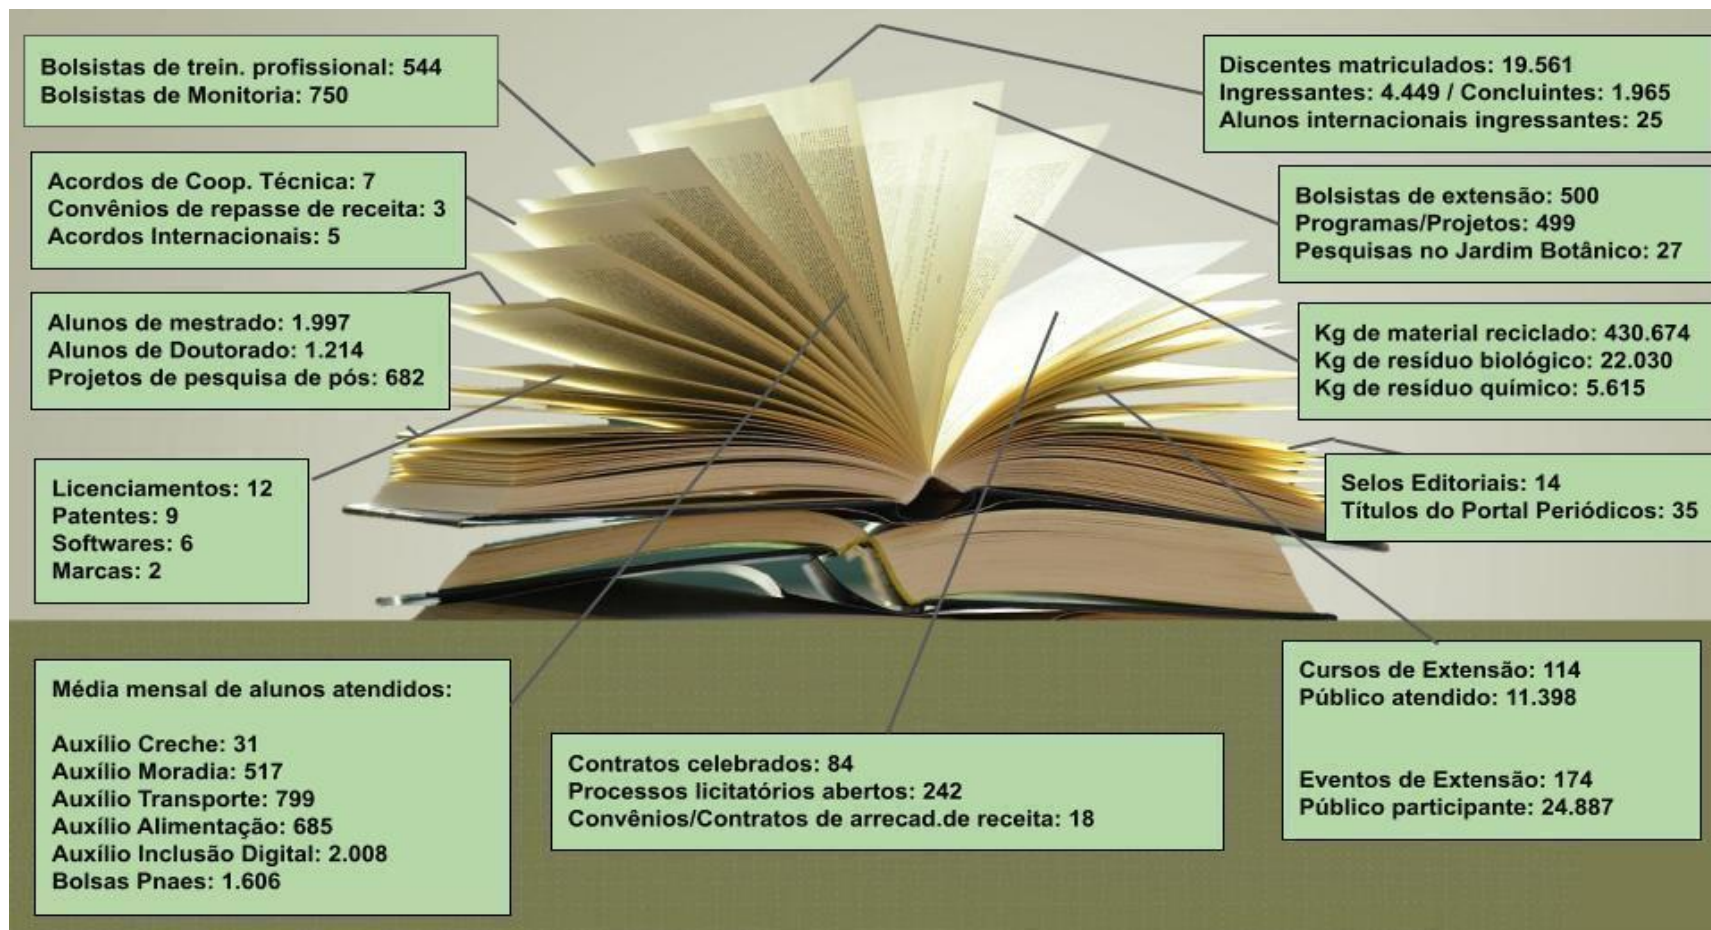 Bolsistas de trein. profissional: 544
Bolsistas de Monitoria: 750
Acordos de Coop. Técnica: 7
Convênios de repasse de receita: 3
Acordos Internacionais: 5
Alunos de mestrado: 1.997
Alunos de Doutorado: 1.214
Projetos de pesquisa de pós: 682
Licenciamentos: 12
Patentes: 9
Softwares: 6
Marcas: 2
Média mensal de alunos atendidos:
Auxílio Creche: 31
Auxílio Moradia: 517
Auxílio Transporte: 799
Auxílio Alimentação: 685
Auxílio Inclusão Digital: 2.008
Bolsas Pnaes: 1.606
Contratos celebrados: 84
Processos licitatórios abertos: 242
Convênios/Contratos de arrecad.de receita: 18
Discentes matriculados: 19.561
Ingressantes: 4.449 / Concluintes: 1.965
Alunos internacionais ingressantes: 25
Bolsistas de extensão: 500
Programas/Projetos: 499
Pesquisas no Jardim Botânico: 27
Kg de material reciclado: 430.674
Kg de resíduo biológico: 22.030
Kg de resíduo químico: 5.615
Selos Editoriais: 14
Títulos do Portal Periódicos: 35
Cursos de Extensão: 114
Público atendido: 11.398
Eventos de Extensão: 174
Público participante: 24.887